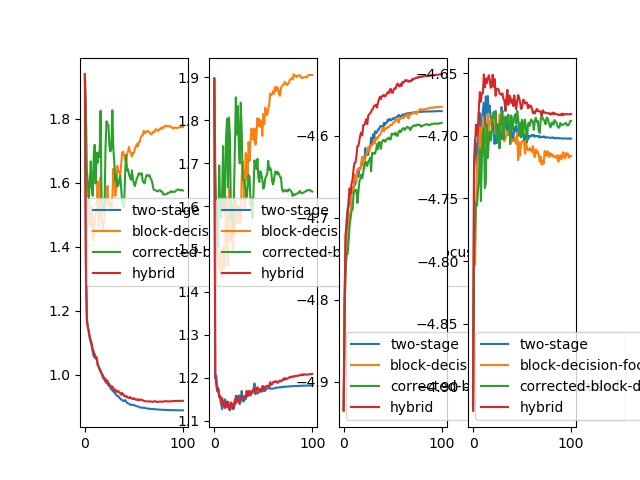 1.8
1.6
1.4
1.2
1.0
0
100
two-stage
block-decis
corrected-b
hybrid
1.9
1.8
1.7
1.6
1.5
1.4
1.3
1.2
1.1
0
100
two-stage
block-decis
corrected-b
hybrid
−4.6
−4.7
−4.8
−4.9
0
100
two-stage
block-decision-foc
corrected-b
hybrid
−4.65
−4.70
−4.75
−4.80
−4.85
−4.90
0
100
two-stage
block-decision-foc
corrected-block-d
hybrid